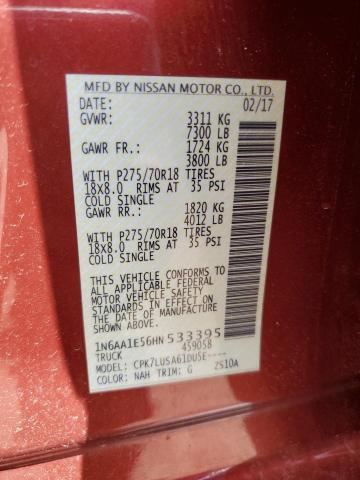 MFD BY NISSAN MOTOR CO., LTD.
DATE: 02/17
GVWR: 3311 KG
7300 LB
GAWR FR.: 1724 KG
3800 LB
WITH P275/70R18 TIRES
18X8.0 RIMS AT 35 PSI
COLD SINGLE
GAWR RR.: 1820 KG
4012 LB
WITH P275/70R18 TIRES
18X8.0 RIMS AT 35 PSI
COLD SINGLE
THIS VEHICLE CONFORMS TO
ALL APPLICABLE FEDERAL
MOTOR VEHICLE SAFETY
STANDARDS IN EFFECT ON
THE DATE OF MANUFACTURE
SHOWN ABOVE.
1N6AA1E56HN533395
TRUCK 459058
MODEL: CPK7LUSA61DUSE----
COLOR: NAH TRIM: G ZS10A